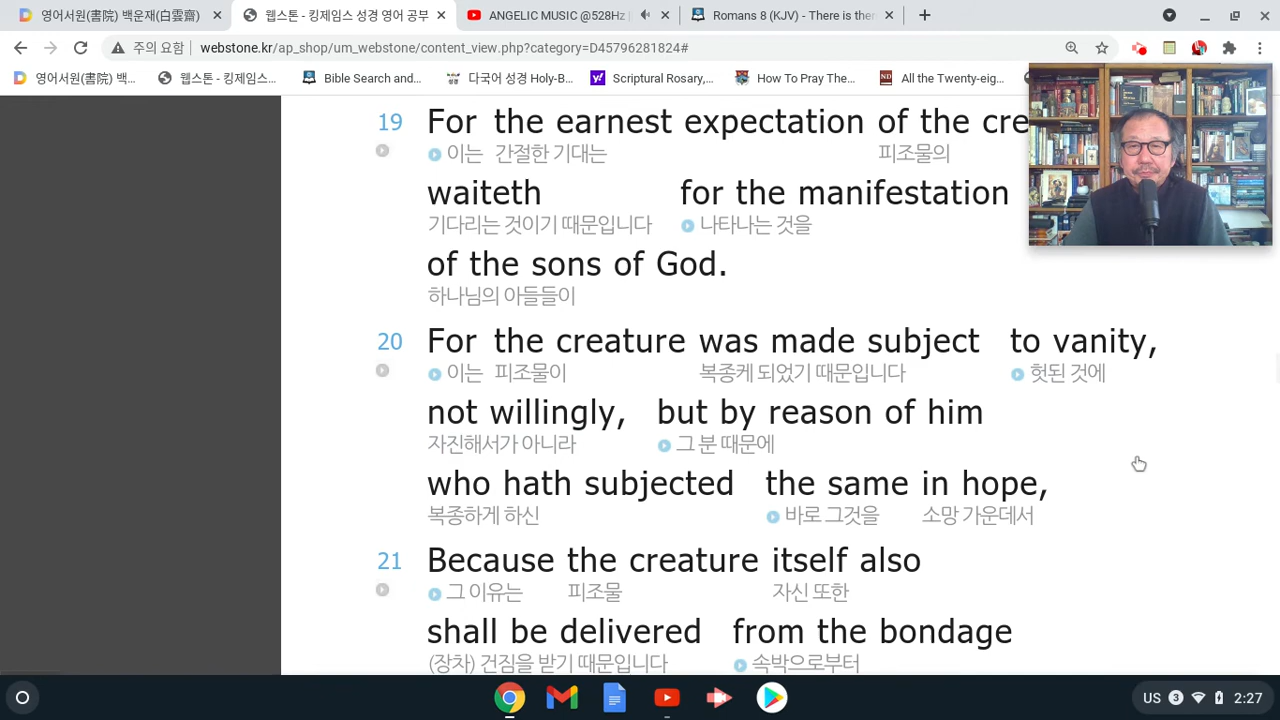 영어서원(書院) 백운재(白雲齋)
웹스톤 - 킹제임스 성경 영어 공부
ANGELIC MUSIC @528Hz
Romans 8 (KJV) - There is ther
주의 요함
webstone.kr/ap_shop/um_webstone/content_view.php?category=D45796281824#
영어서원(書院) 백...
웹스톤 - 킹제임스...
Bible Search and...
다국어 성경 Holy-B...
Scriptural Rosary,...
How To Pray The...
All the Twenty-eig...
19 For the earnest expectation of the cre
이는 간절한 기대는 피조물의
waiteth for the manifestation
기다리는 것이기 때문입니다 나타나는 것을
of the sons of God.
하나님의 아들들이
20 For the creature was made subject to vanity,
이는 피조물이 복종케 되었기 때문입니다 헛된 것에
not willingly, but by reason of him
자진해서가 아니라 그 분 때문에
who hath subjected the same in hope,
복종하게 하신 바로 그것을 소망 가운데서
21 Because the creature itself also
그 이유는 피조물 자신 또한
shall be delivered from the bondage
(장차) 건짐을 받기 때문입니다 속박으로부터
US 3 2:27